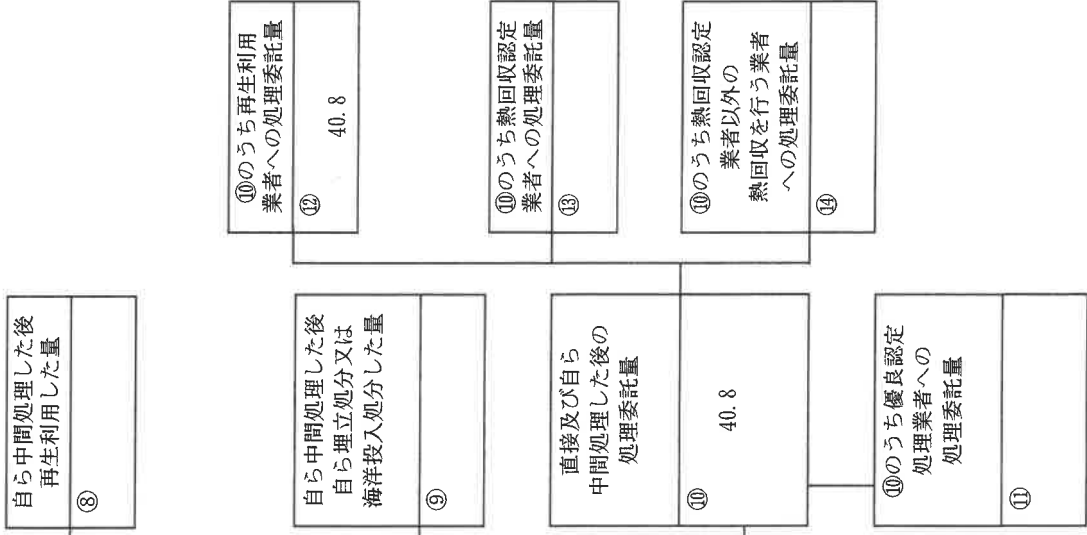 自ら中間処理した後
再生利用した量
⑧
自ら中間処理した後
自ら埋立処分又は
海洋投入処分した量
⑨
直接及び自ら
中間処理した後の
処理委託量
⑩
40.8
⑩のうち優良認定
処理業者への
処理委託量
⑪
⑩のうち再生利用
業者への処理委託量
⑫
40.8
⑩のうち熱回収認定
業者への処理委託量
⑬
⑩のうち熱回収認定
業者以外の
熱回収を行う業者
への処理委託量
⑭